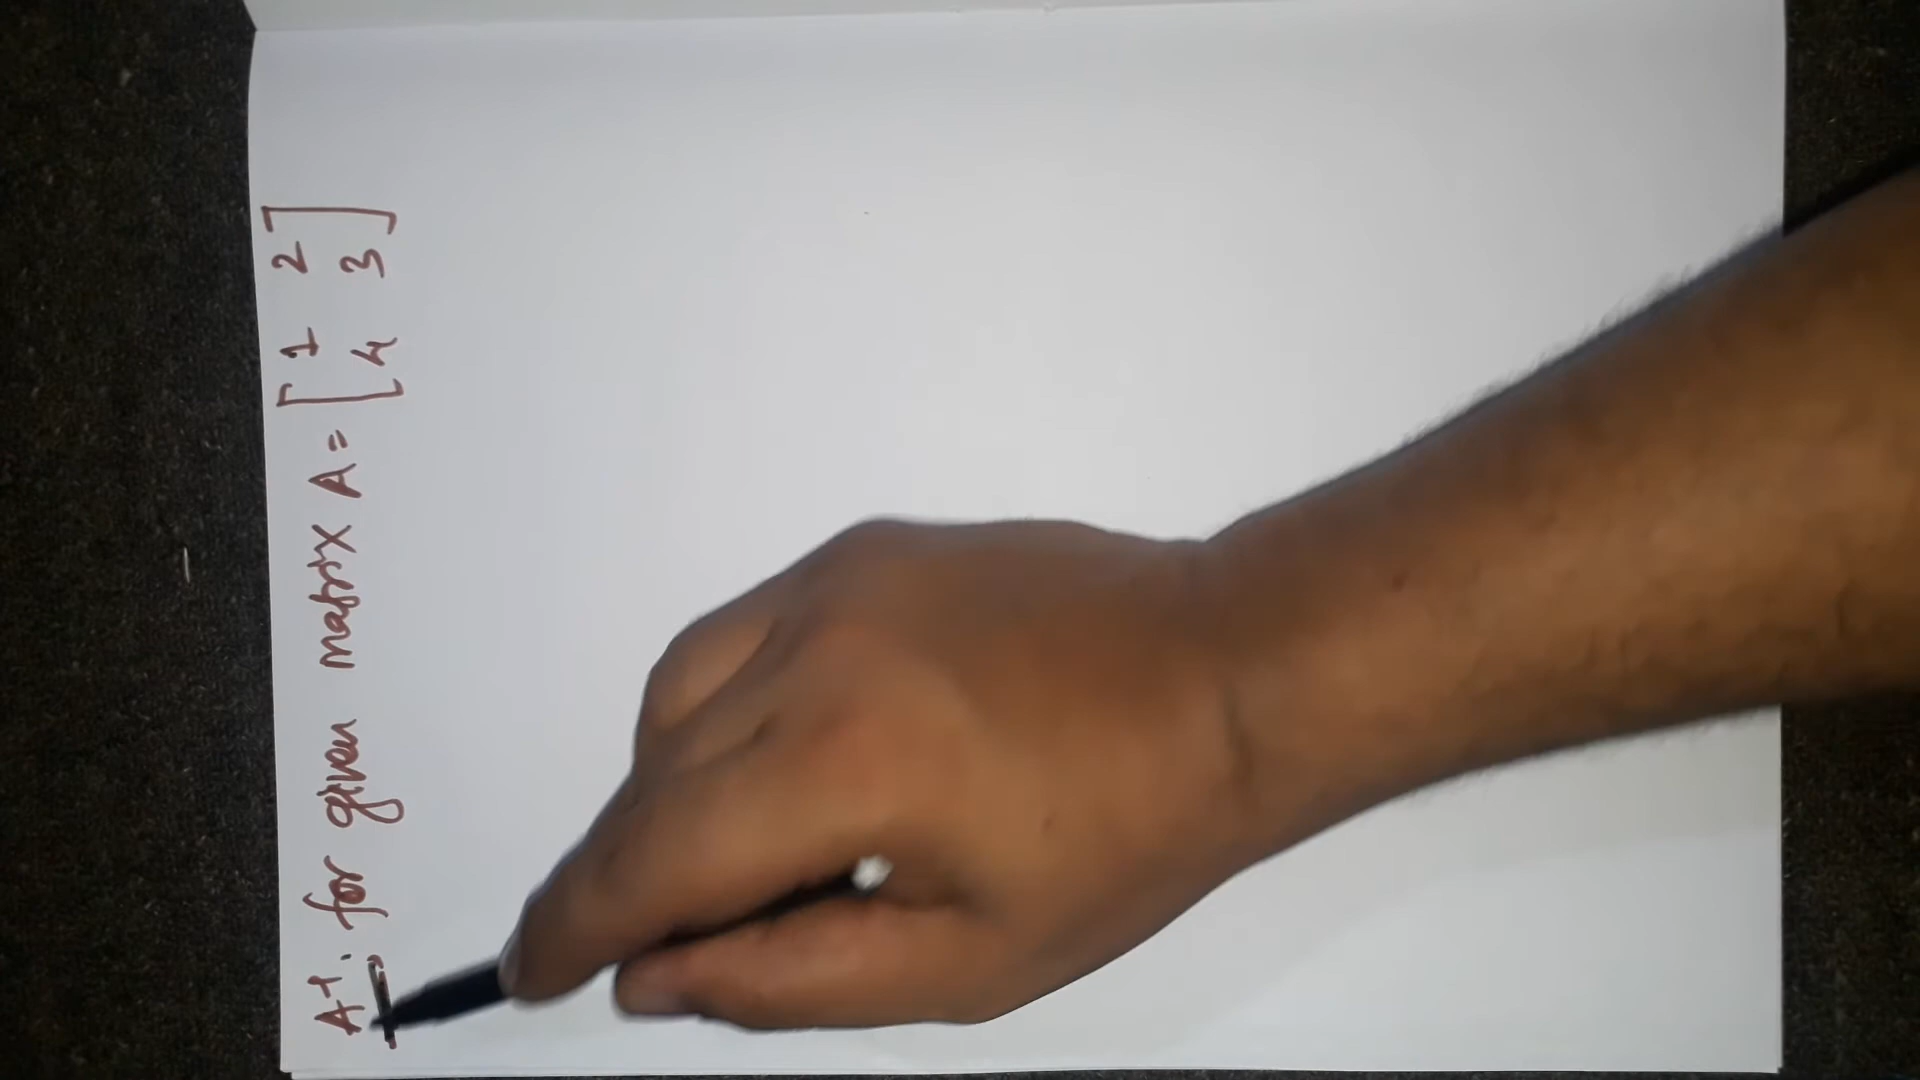 A⁻¹. for given matrix A = [ 1 2
4 3 ]